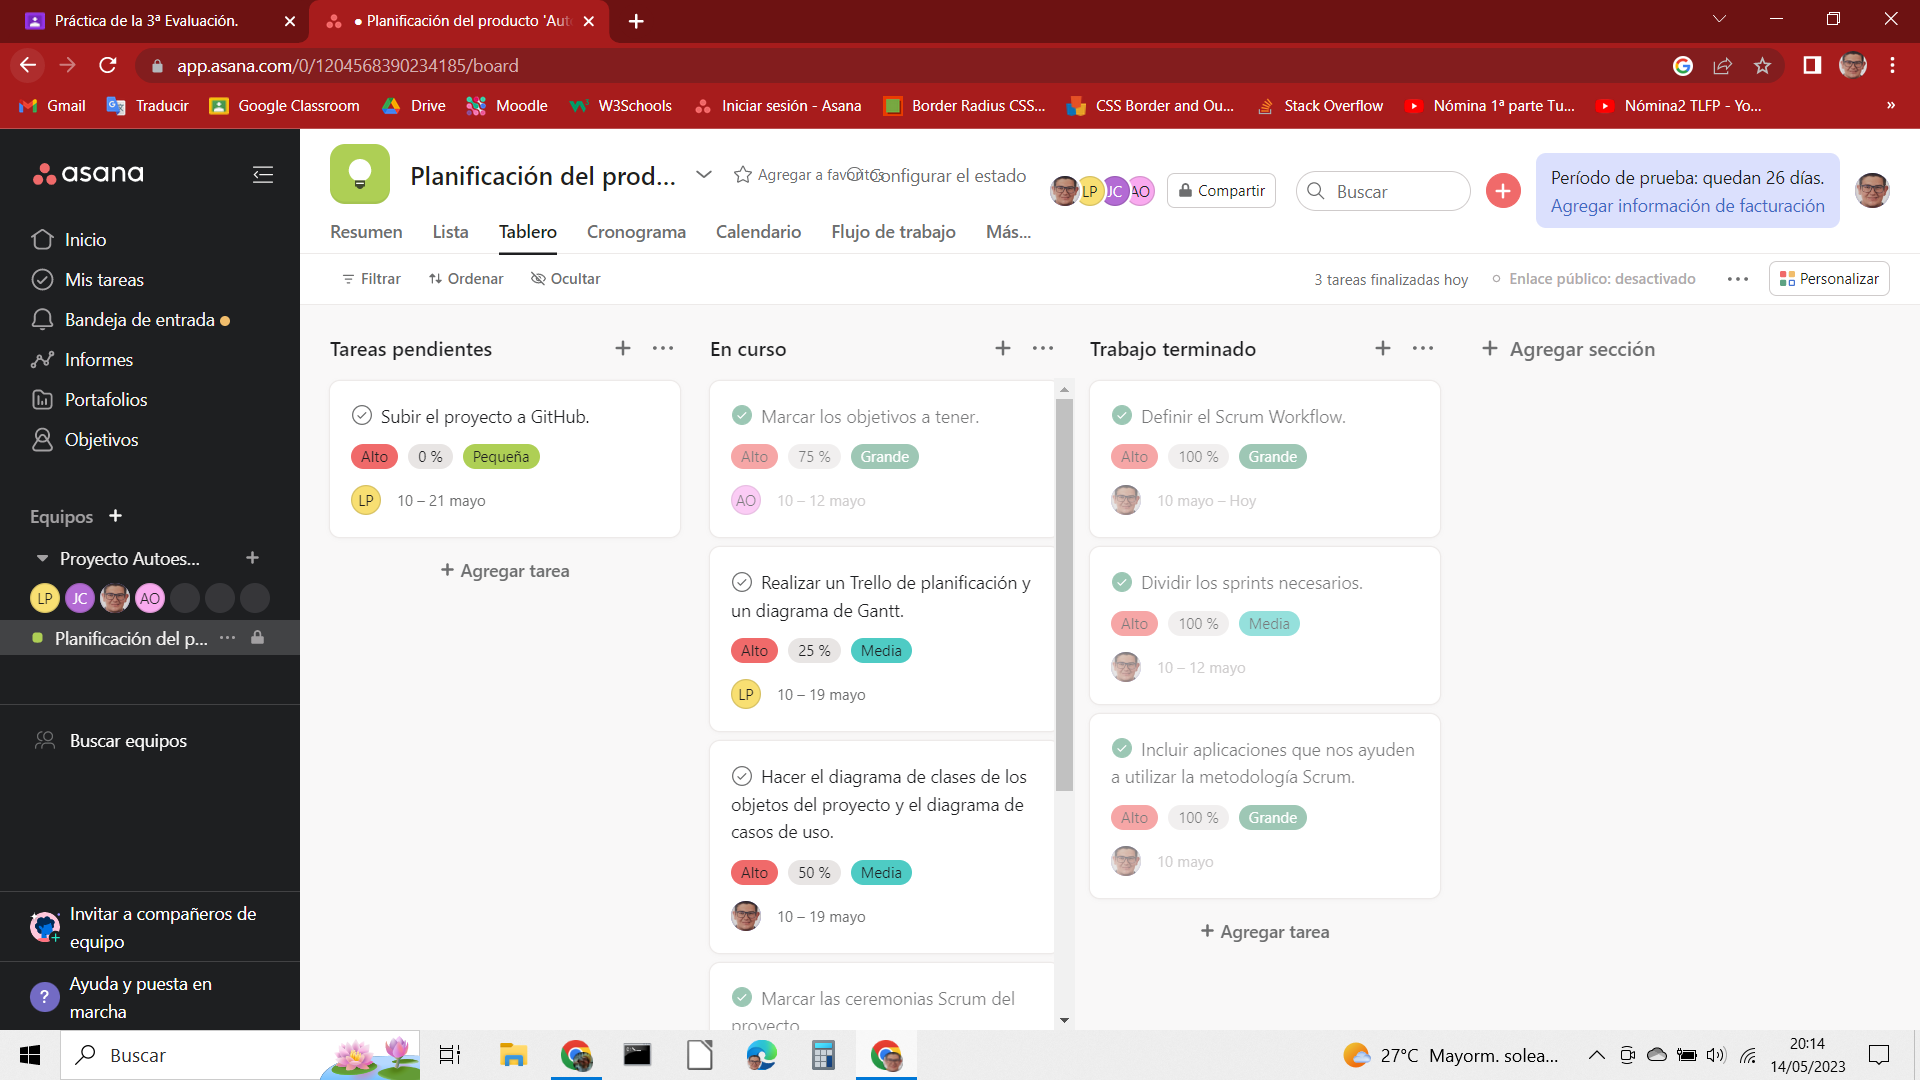 Práctica de la 3ª Evaluación.
● Planificación del producto 'Aut
app.asana.com/0/1204568390234185/board
Gmail
Traducir
Google Classroom
Drive
Moodle
W3Schools
Iniciar sesión - Asana
Border Radius CSS...
CSS Border and Ou...
Stack Overflow
Nómina 1ª parte Tu...
Nómina2 TLFP - Yo...
»
asana
Inicio
Mis tareas
Bandeja de entrada
Informes
Portafolios
Objetivos
Equipos +
Proyecto Autoes... +
LP JC AO
Planificación del p... ...
Buscar equipos
Invitar a compañeros de
equipo
? Ayuda y puesta en
marcha
Planificación del prod...
Agregar a favoritos
Configurar el estado
LP JC AO
Compartir
Buscar
Período de prueba: quedan 26 días.
Agregar información de facturación
Resumen
Lista
Tablero
Cronograma
Calendario
Flujo de trabajo
Más...
Filtrar
Ordenar
Ocultar
3 tareas finalizadas hoy
Enlace público: desactivado
...
Personalizar
Tareas pendientes + ...
Subir el proyecto a GitHub.
Alto 0 % Pequeña
LP 10 – 21 mayo
+ Agregar tarea
En curso + ...
Marcar los objetivos a tener.
Alto 75 % Grande
AO 10 – 12 mayo
Realizar un Trello de planificación y
un diagrama de Gantt.
Alto 25 % Media
LP 10 – 19 mayo
Hacer el diagrama de clases de los
objetos del proyecto y el diagrama de
casos de uso.
Alto 50 % Media
10 – 19 mayo
Marcar las ceremonias Scrum del
proyecto
Trabajo terminado + ...
Definir el Scrum Workflow.
Alto 100 % Grande
10 mayo – Hoy
Dividir los sprints necesarios.
Alto 100 % Media
10 – 12 mayo
Incluir aplicaciones que nos ayuden
a utilizar la metodología Scrum.
Alto 100 % Grande
10 mayo
+ Agregar tarea
+ Agregar sección
Buscar
27°C Mayorm. solea...
20:14
14/05/2023